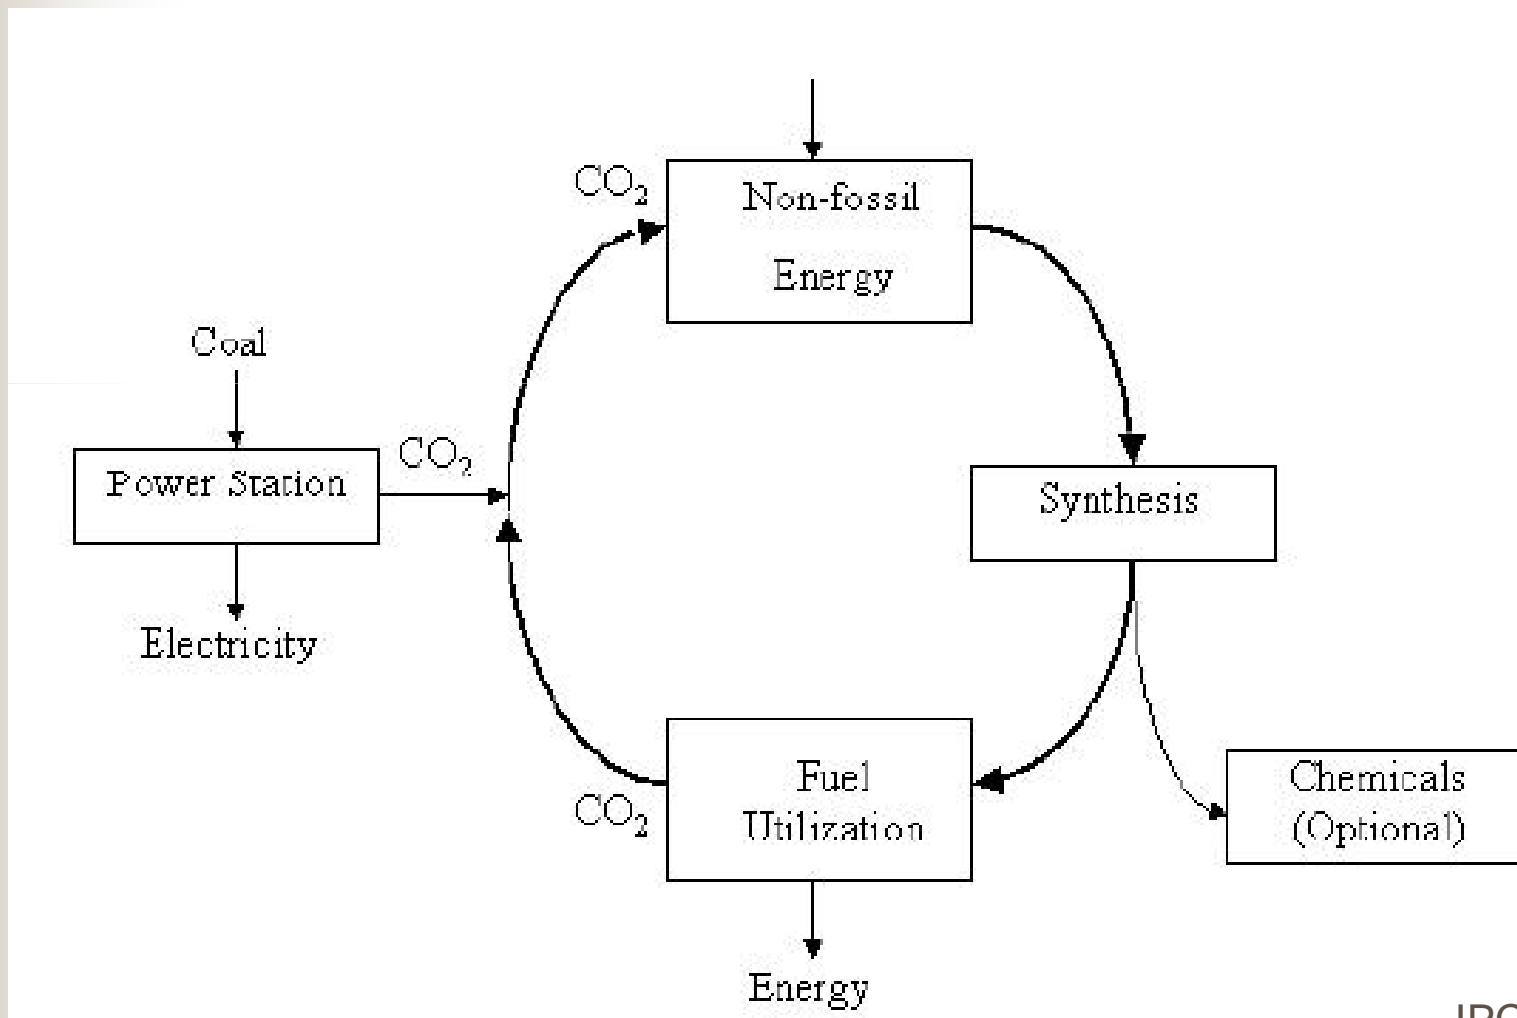 CO₂
Non-fossil
Energy
Coal
CO₂
Power Station
Synthesis
Electricity
Fuel
Utilization
CO₂
Chemicals
(Optional)
Energy